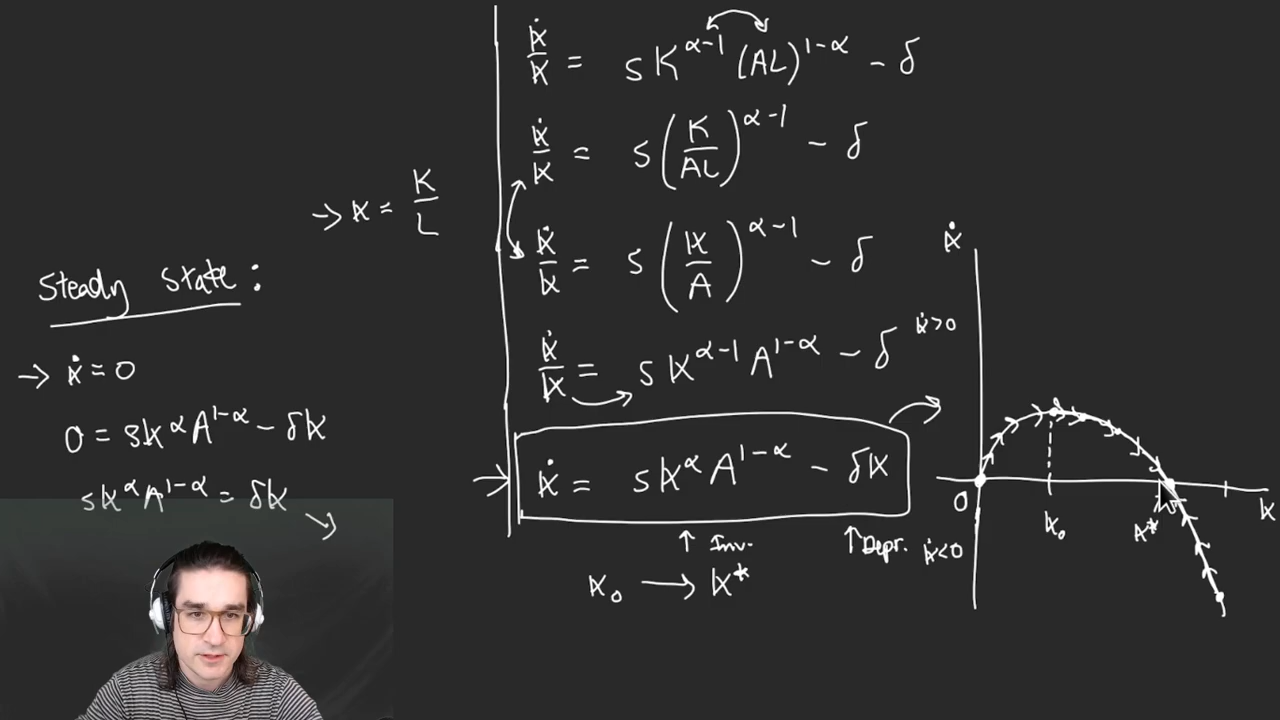 → k = K/L
Steady State:
→ k̇ = 0
0 = sk^α A^{1-α} - δk
sk^α A^{1-α} = δk
k̇/k = sK^{α-1} (AL)^{1-α} - δ
k̇/k = s(K/AL)^{α-1} - δ
k̇/k = s(k/A)^{α-1} - δ
k̇/k = sk^{α-1} A^{1-α} - δ
→ k̇ = sk^α A^{1-α} - δk
↑ Inv.
↑ Depr.
k₀ → k*
k̇
k̇>0
0
k₀
k*
k
k̇<0